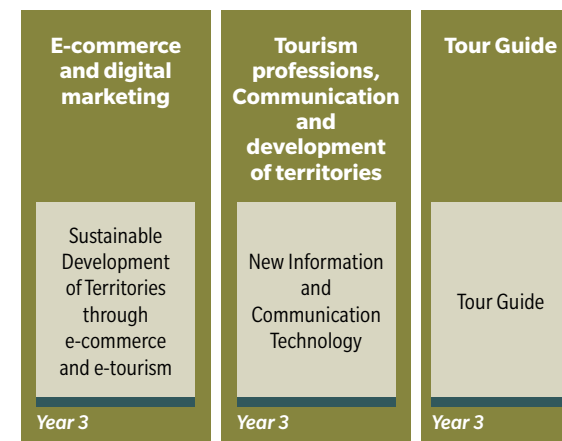 E-commerce
and digital
marketing
Sustainable
Development
of Territories
through
e-commerce
and e-tourism
Year 3
Tourism
professions,
Communication
and
development
of territories
New Information
and
Communication
Technology
Year 3
Tour Guide
Tour Guide
Year 3